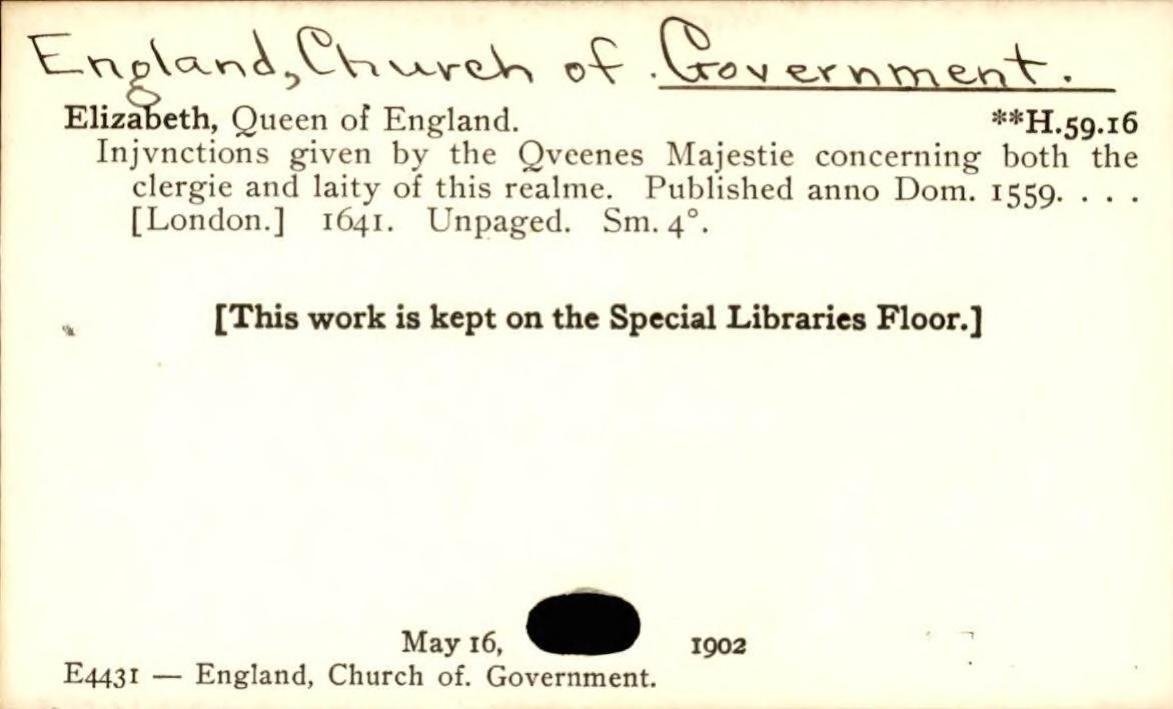 England, Church of. Government.
Elizabeth, Queen of England. **H.59.16
Injvnctions given by the Qveenes Majestie concerning both the
clergie and laity of this realme. Published anno Dom. 1559. . . .
[London.] 1641. Unpaged. Sm. 4°.
[This work is kept on the Special Libraries Floor.]
May 16, 1902
E4431 — England, Church of. Government.